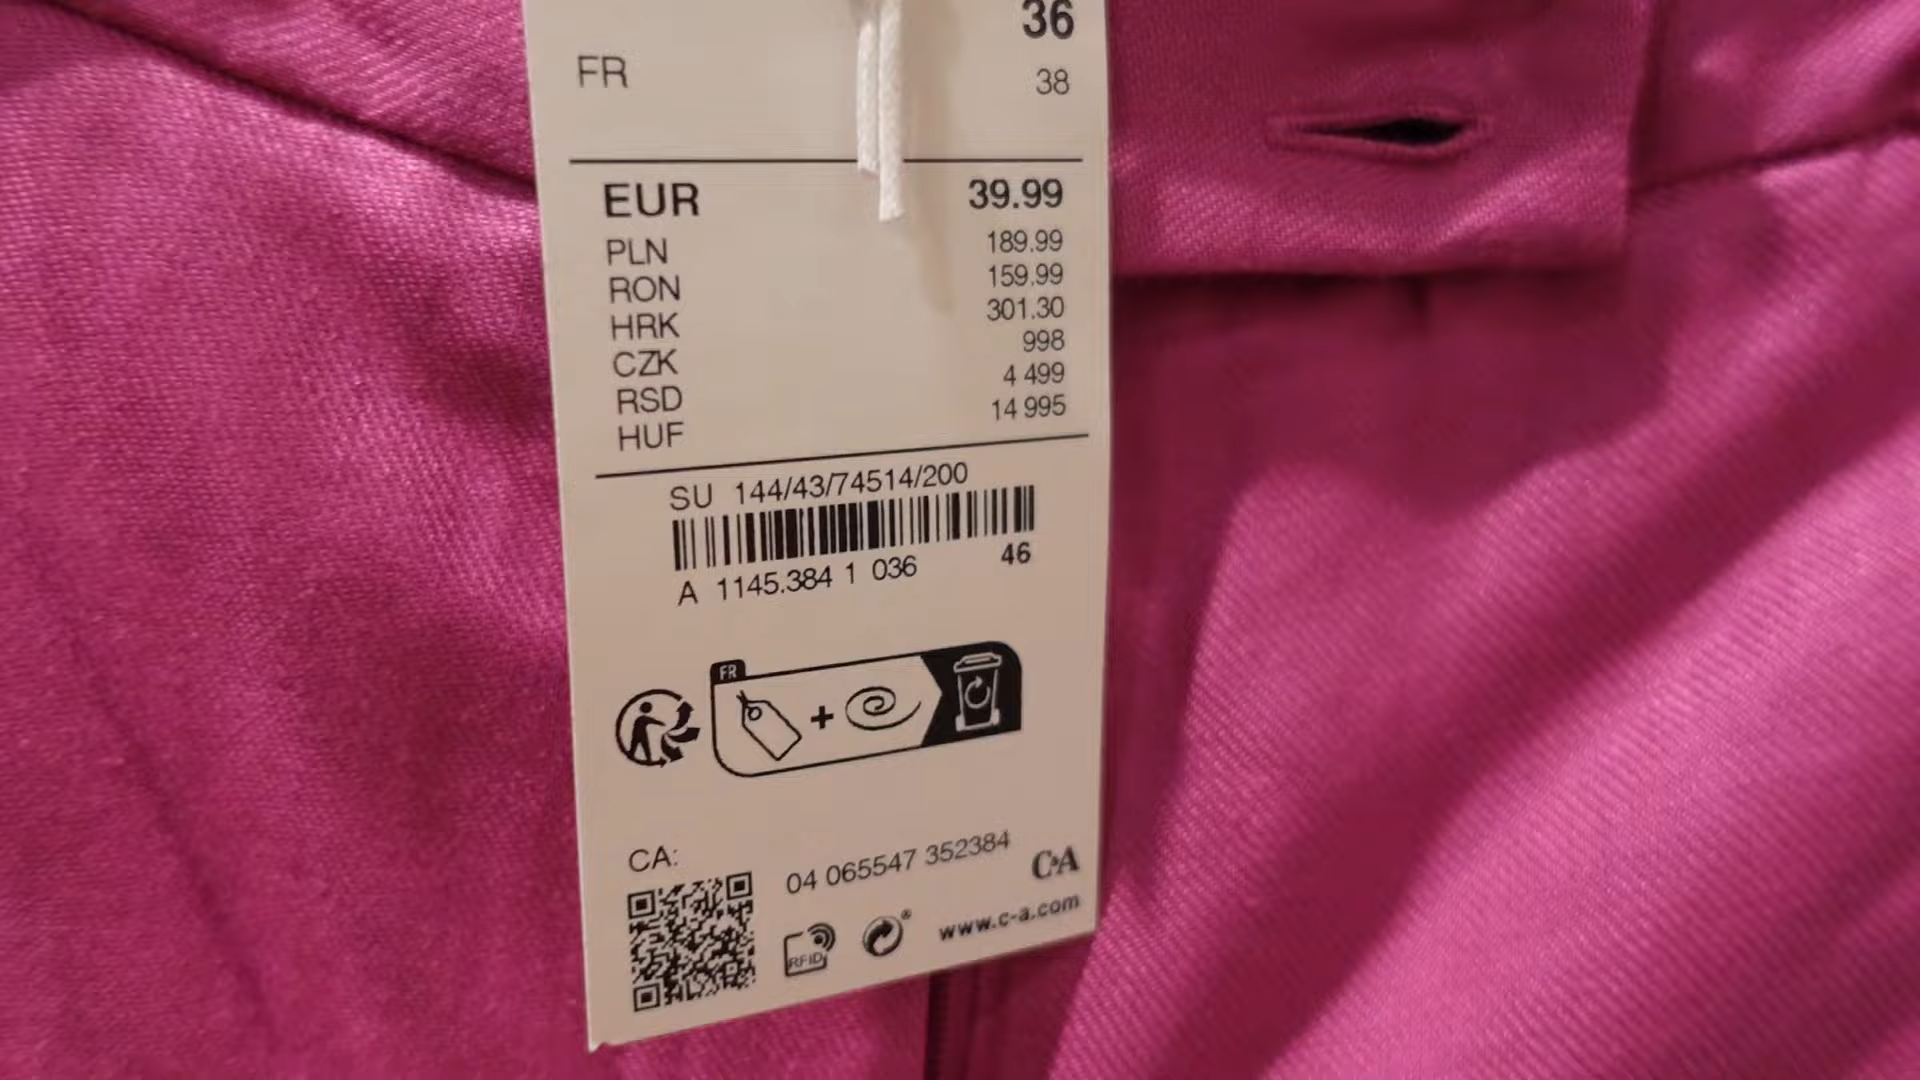 36
FR 38
EUR 39.99
PLN 189.99
RON 159.99
HRK 301.30
CZK 998
RSD 4 499
HUF 14 995
SU 144/43/74514/200
A 1145.384 1 036 46
FR
+
CA:
04 065547 352384
C&A
RFID
www.c-a.com